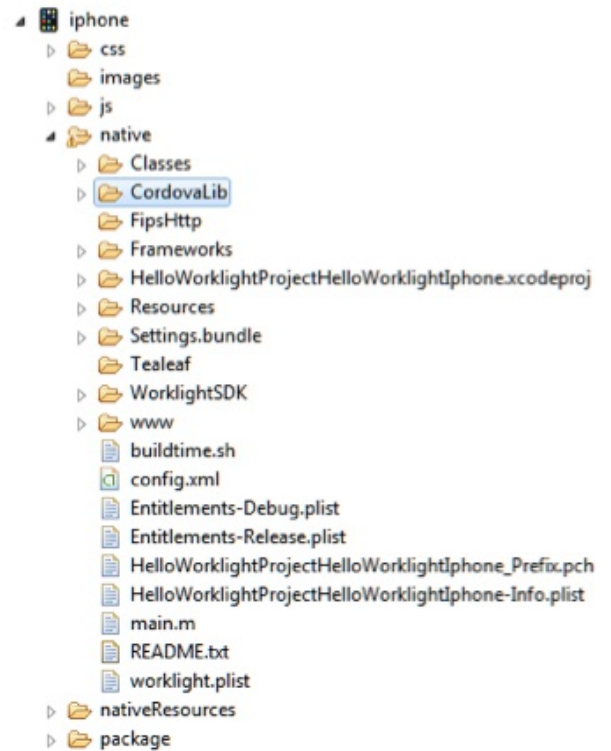 iphone
css
images
js
native
Classes
CordovaLib
FipsHttp
Frameworks
HelloWorklightProjectHelloWorklightIphone.xcodeproj
Resources
Settings.bundle
Tealeaf
WorklightSDK
www
buildtime.sh
config.xml
Entitlements-Debug.plist
Entitlements-Release.plist
HelloWorklightProjectHelloWorklightIphone_Prefix.pch
HelloWorklightProjectHelloWorklightIphone-Info.plist
main.m
README.txt
worklight.plist
nativeResources
package